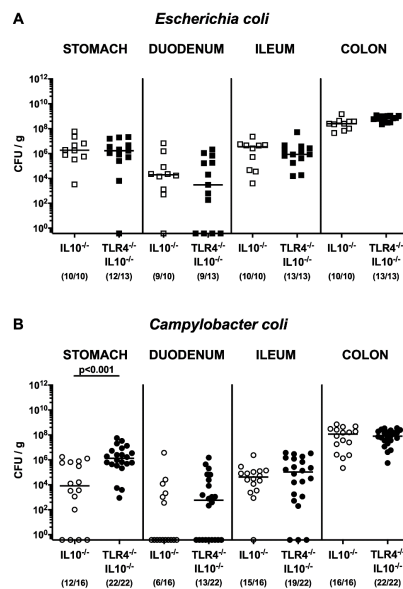 A
Escherichia coli
STOMACH DUODENUM ILEUM COLON
CFU / g
10¹²
10¹⁰
10⁸
10⁶
10⁴
10²
10⁰
IL10⁻/⁻ TLR4⁻/⁻ IL10⁻/⁻ TLR4⁻/⁻ IL10⁻/⁻ TLR4⁻/⁻ IL10⁻/⁻ TLR4⁻/⁻
IL10⁻/⁻ IL10⁻/⁻ IL10⁻/⁻ IL10⁻/⁻
(10/10) (12/13) (9/10) (9/13) (10/10) (13/13) (10/10) (13/13)
B
Campylobacter coli
STOMACH DUODENUM ILEUM COLON
p<0.001
CFU / g
10¹²
10¹⁰
10⁸
10⁶
10⁴
10²
10⁰
IL10⁻/⁻ TLR4⁻/⁻ IL10⁻/⁻ TLR4⁻/⁻ IL10⁻/⁻ TLR4⁻/⁻ IL10⁻/⁻ TLR4⁻/⁻
IL10⁻/⁻ IL10⁻/⁻ IL10⁻/⁻ IL10⁻/⁻
(12/16) (22/22) (6/16) (13/22) (15/16) (19/22) (16/16) (22/22)